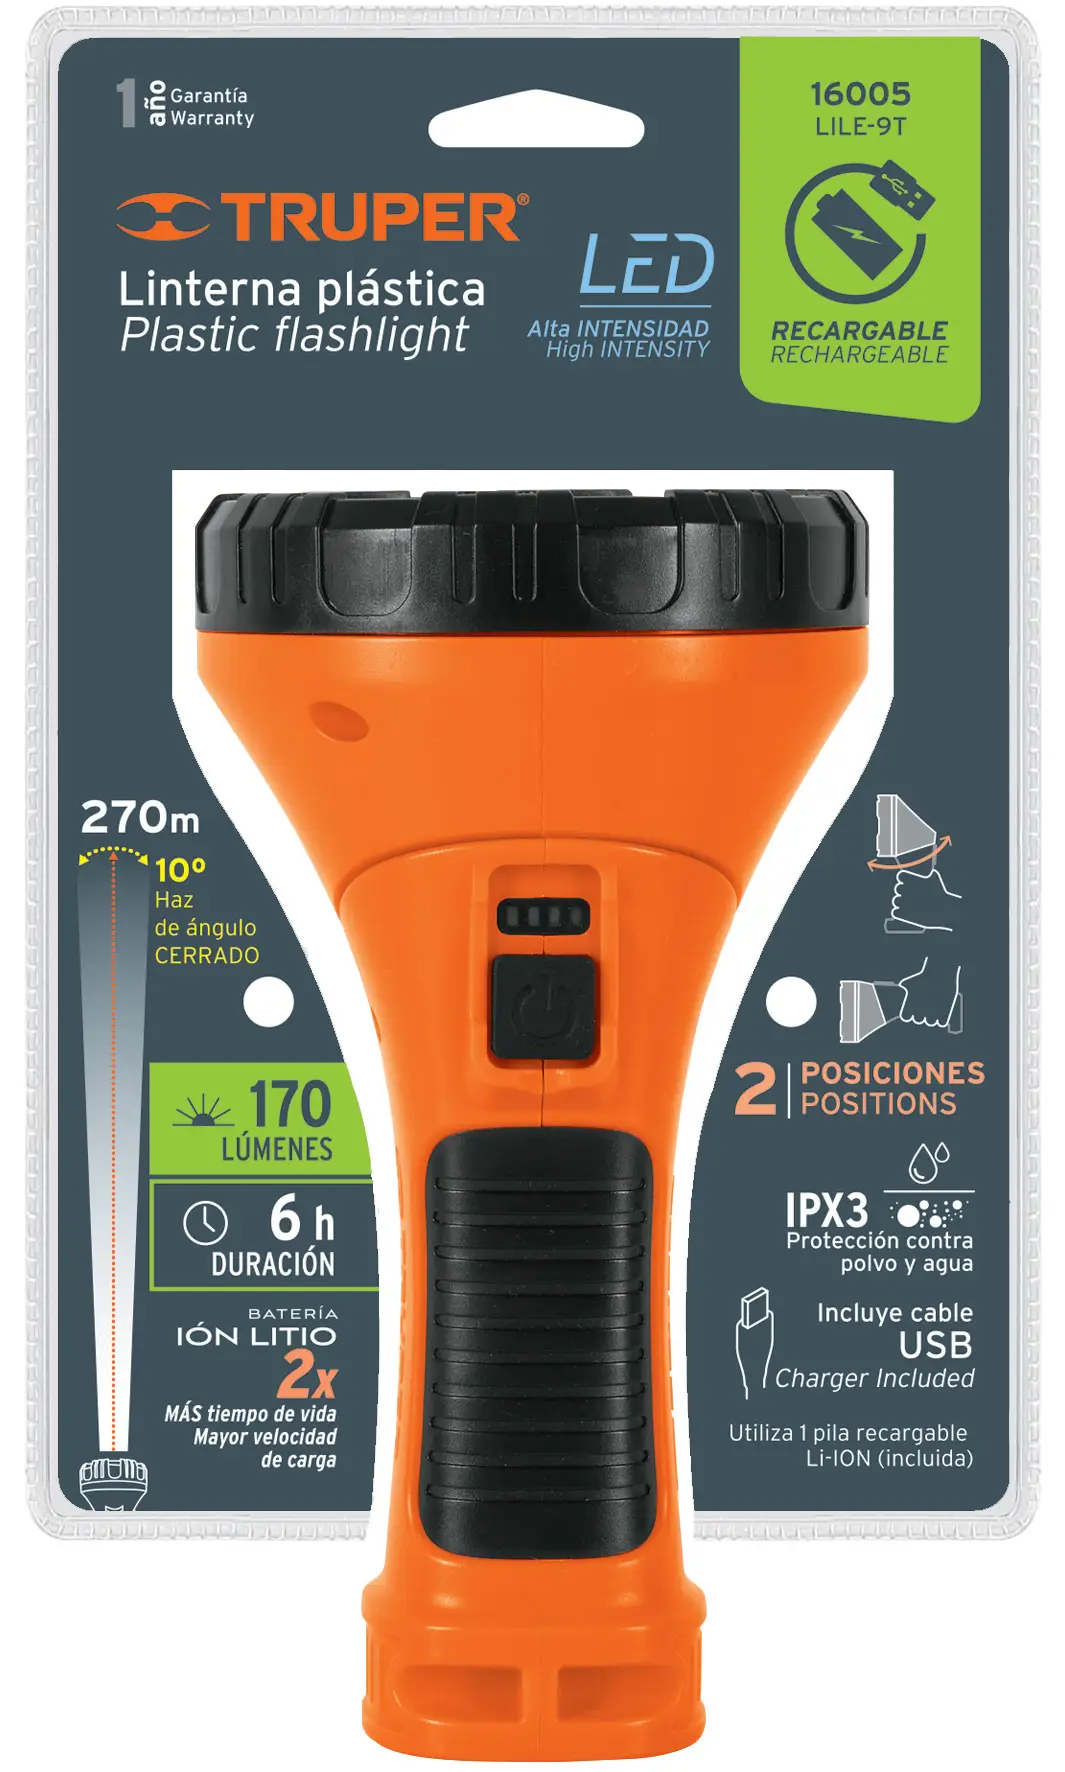 1 año Garantía
Warranty
16005
LILE-9T
TRUPER®
Linterna plástica
Plastic flashlight
LED
Alta INTENSIDAD
High INTENSITY
RECARGABLE
RECHARGEABLE
270m
10º
Haz
de ángulo
CERRADO
170
LÚMENES
6 h
DURACIÓN
BATERÍA
IÓN LITIO
2x
MÁS tiempo de vida
Mayor velocidad
de carga
2 POSICIONES
POSITIONS
IPX3
Protección contra
polvo y agua
Incluye cable
USB
Charger Included
Utiliza 1 pila recargable
Li-ION (incluida)